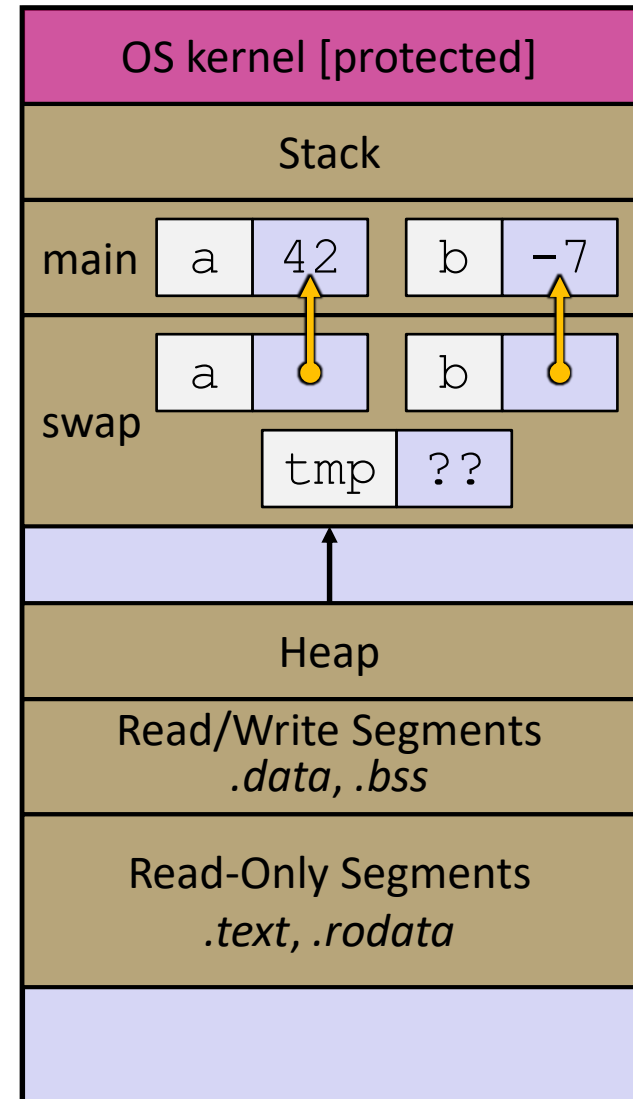 OS kernel [protected]
Stack
main a 42 b -7
swap a b
tmp ??
Heap
Read/Write Segments
.data, .bss
Read-Only Segments
.text, .rodata